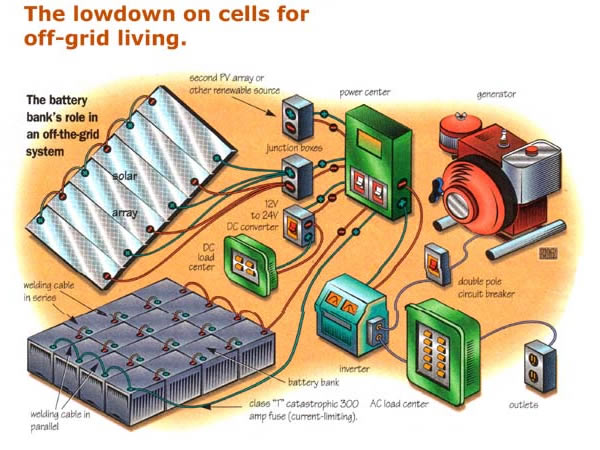 The lowdown on cells for
off-grid living.
The battery
bank's role in
an off-the-grid
system
second PV array or
other renewable source
power center
generator
junction boxes
solar
array
12V
to 24V
DC converter
DC
load
center
welding cable
in series
double pole
circuit breaker
inverter
battery bank
welding cable in
parallel
class "T" catastrophic 300
amp fuse (current-limiting).
AC load center
outlets